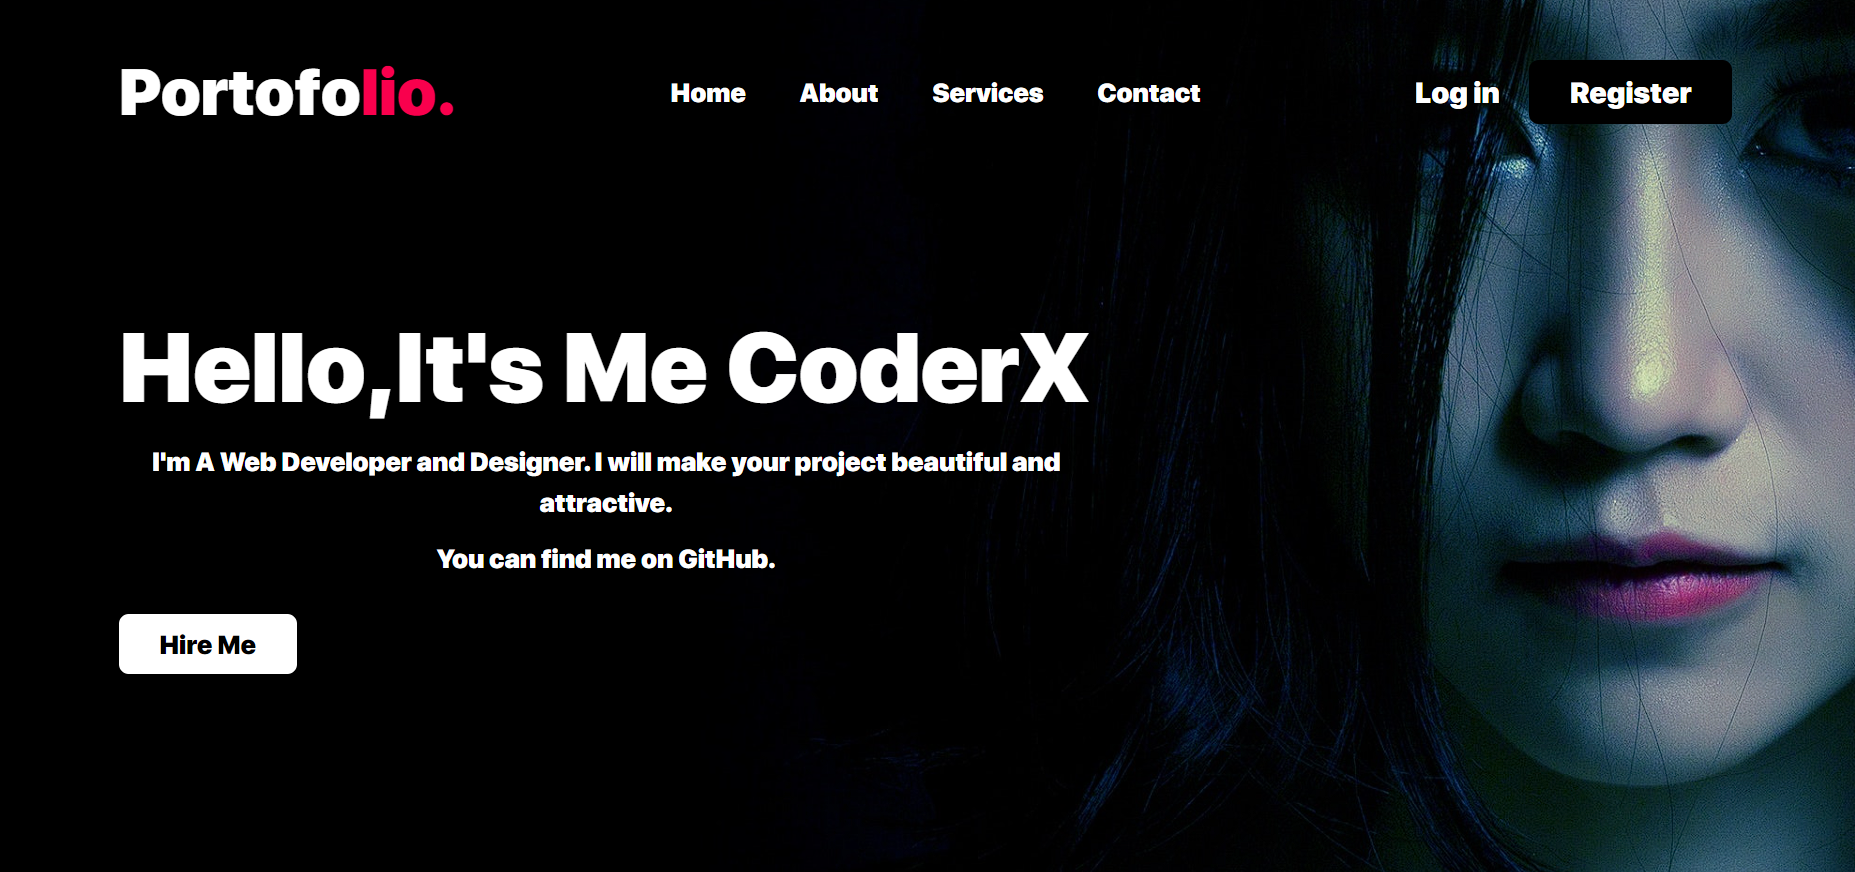 Portofolio.
Home About Services Contact
Log in Register
Hello,It's Me CoderX
I'm A Web Developer and Designer. I will make your project beautiful and
attractive.
You can find me on GitHub.
Hire Me